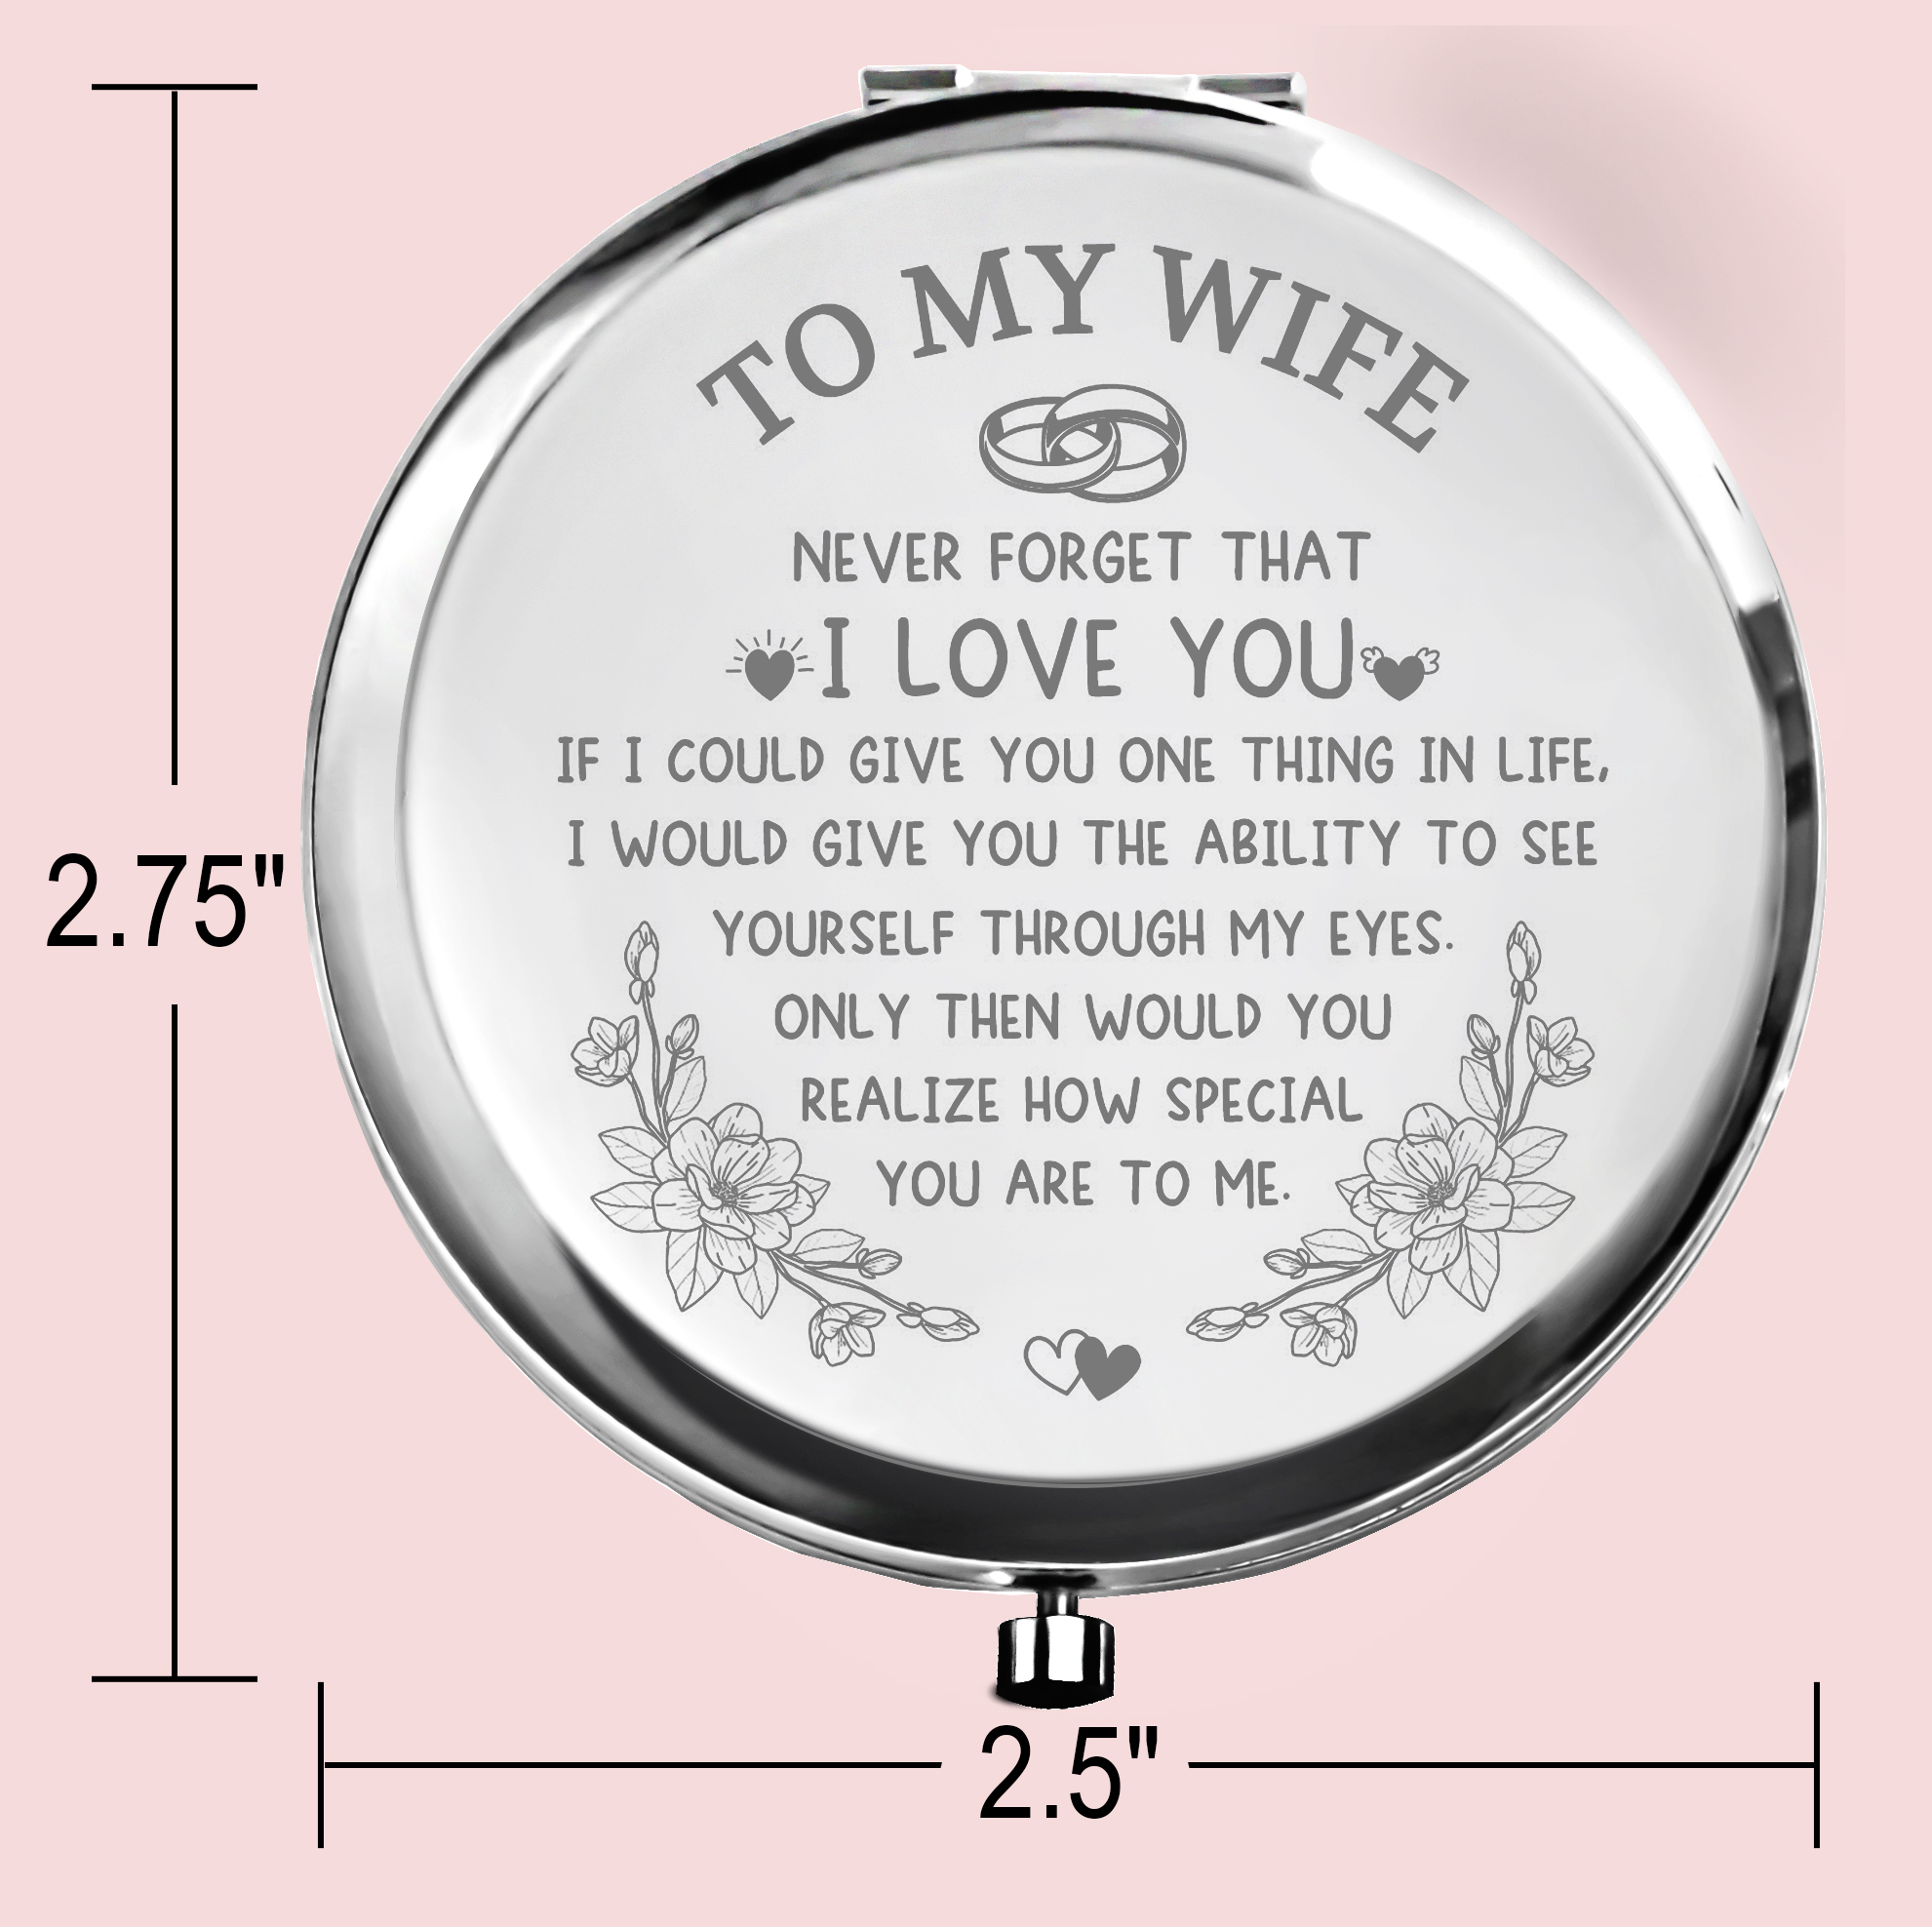 TO MY WIFE
NEVER FORGET THAT
I LOVE YOU
IF I COULD GIVE YOU ONE THING IN LIFE,
I WOULD GIVE YOU THE ABILITY TO SEE
YOURSELF THROUGH MY EYES.
ONLY THEN WOULD YOU
REALIZE HOW SPECIAL
YOU ARE TO ME.
2.75"
2.5"